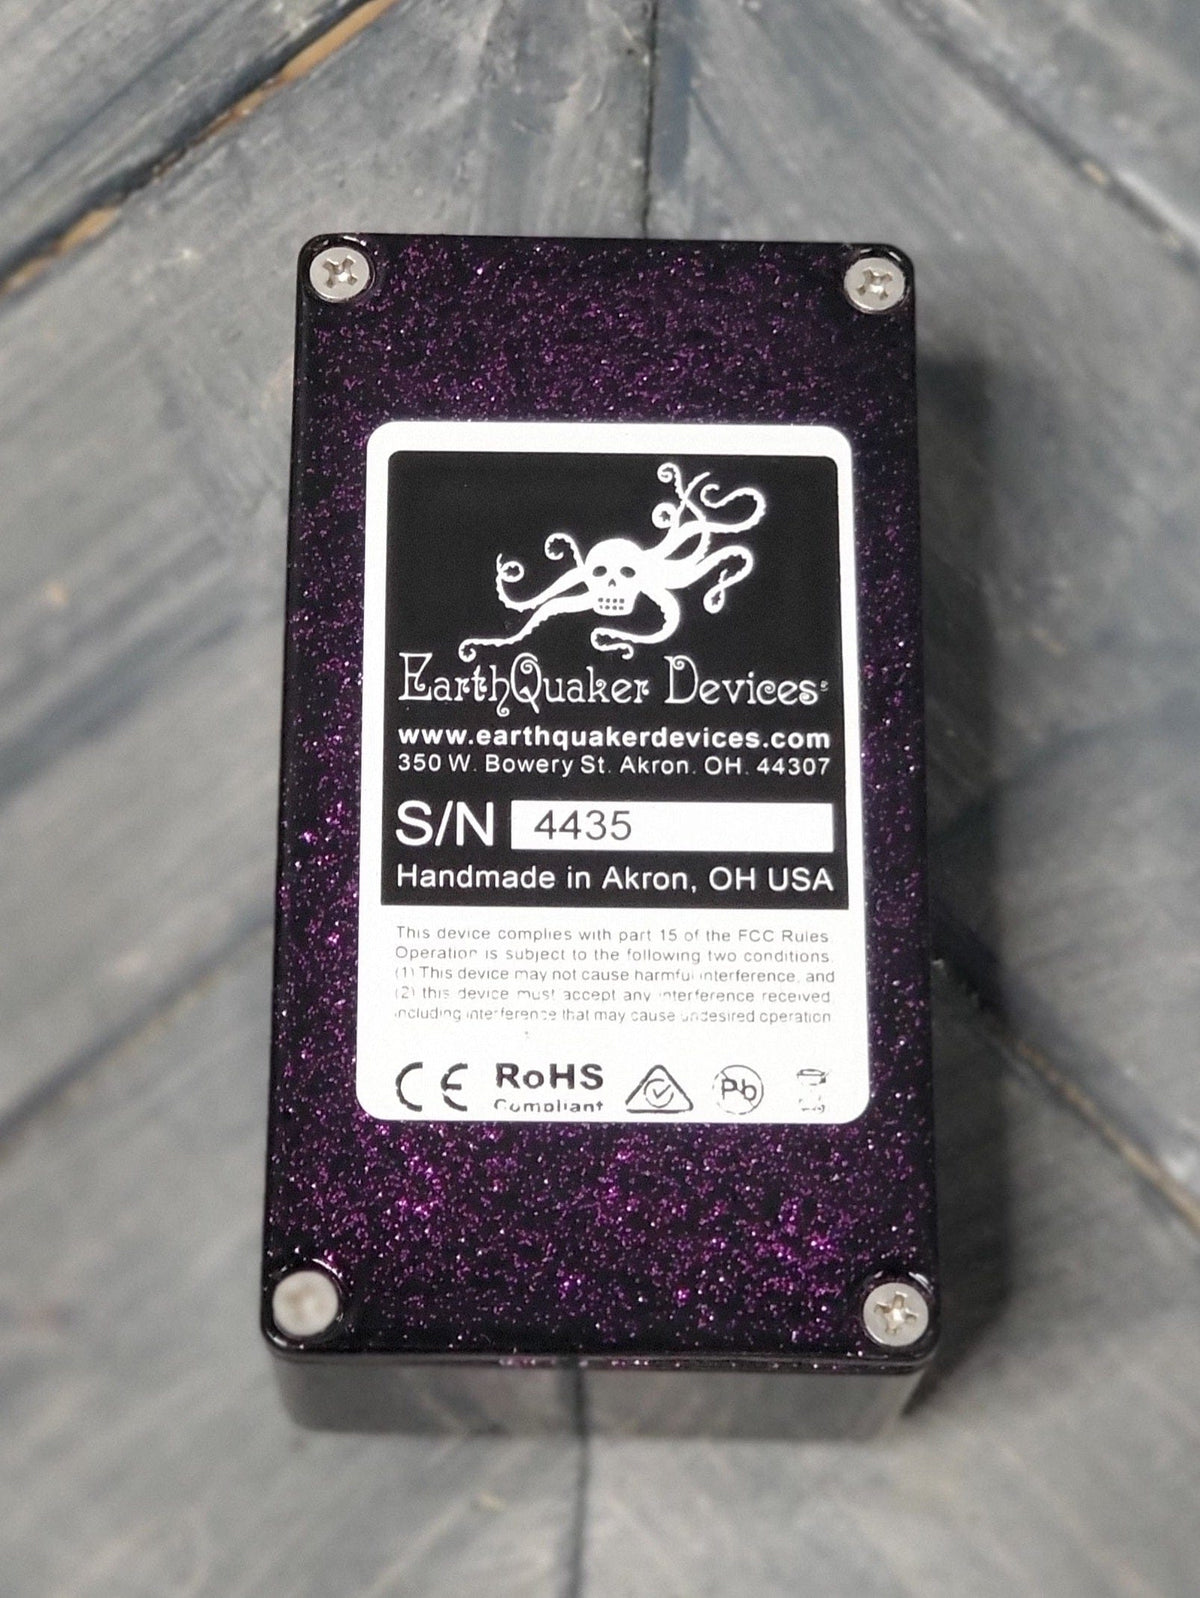 EarthQuaker Devices
www.earthquakerdevices.com
350 W. Bowery St. Akron. OH. 44307
S/N 4435
Handmade in Akron, OH USA
This device complies with part 15 of the FCC Rules.
Operation is subject to the following two conditions.
(1) This device may not cause harmful interference, and
(2) this device must accept any interference received,
including interference that may cause undesired operation.
CE RoHS Pb
Compliant